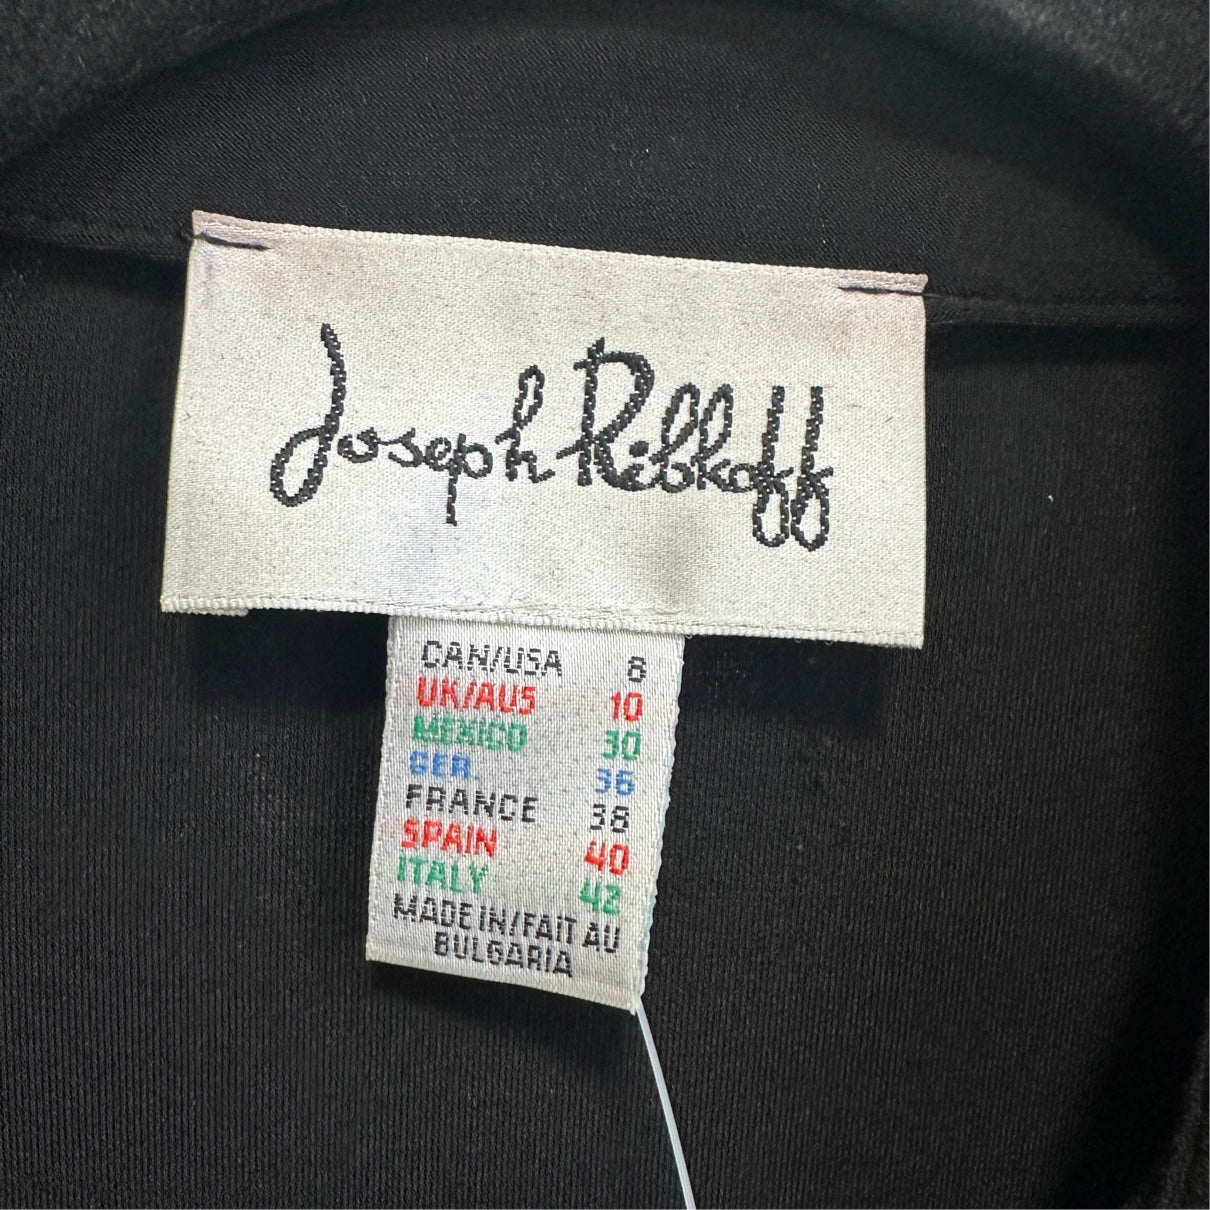 Joseph Ribkoff
CAN/USA 8
UK/AUS 10
MEXICO 30
GER. 36
FRANCE 38
SPAIN 40
ITALY 42
MADE IN/FAIT AU
BULGARIA